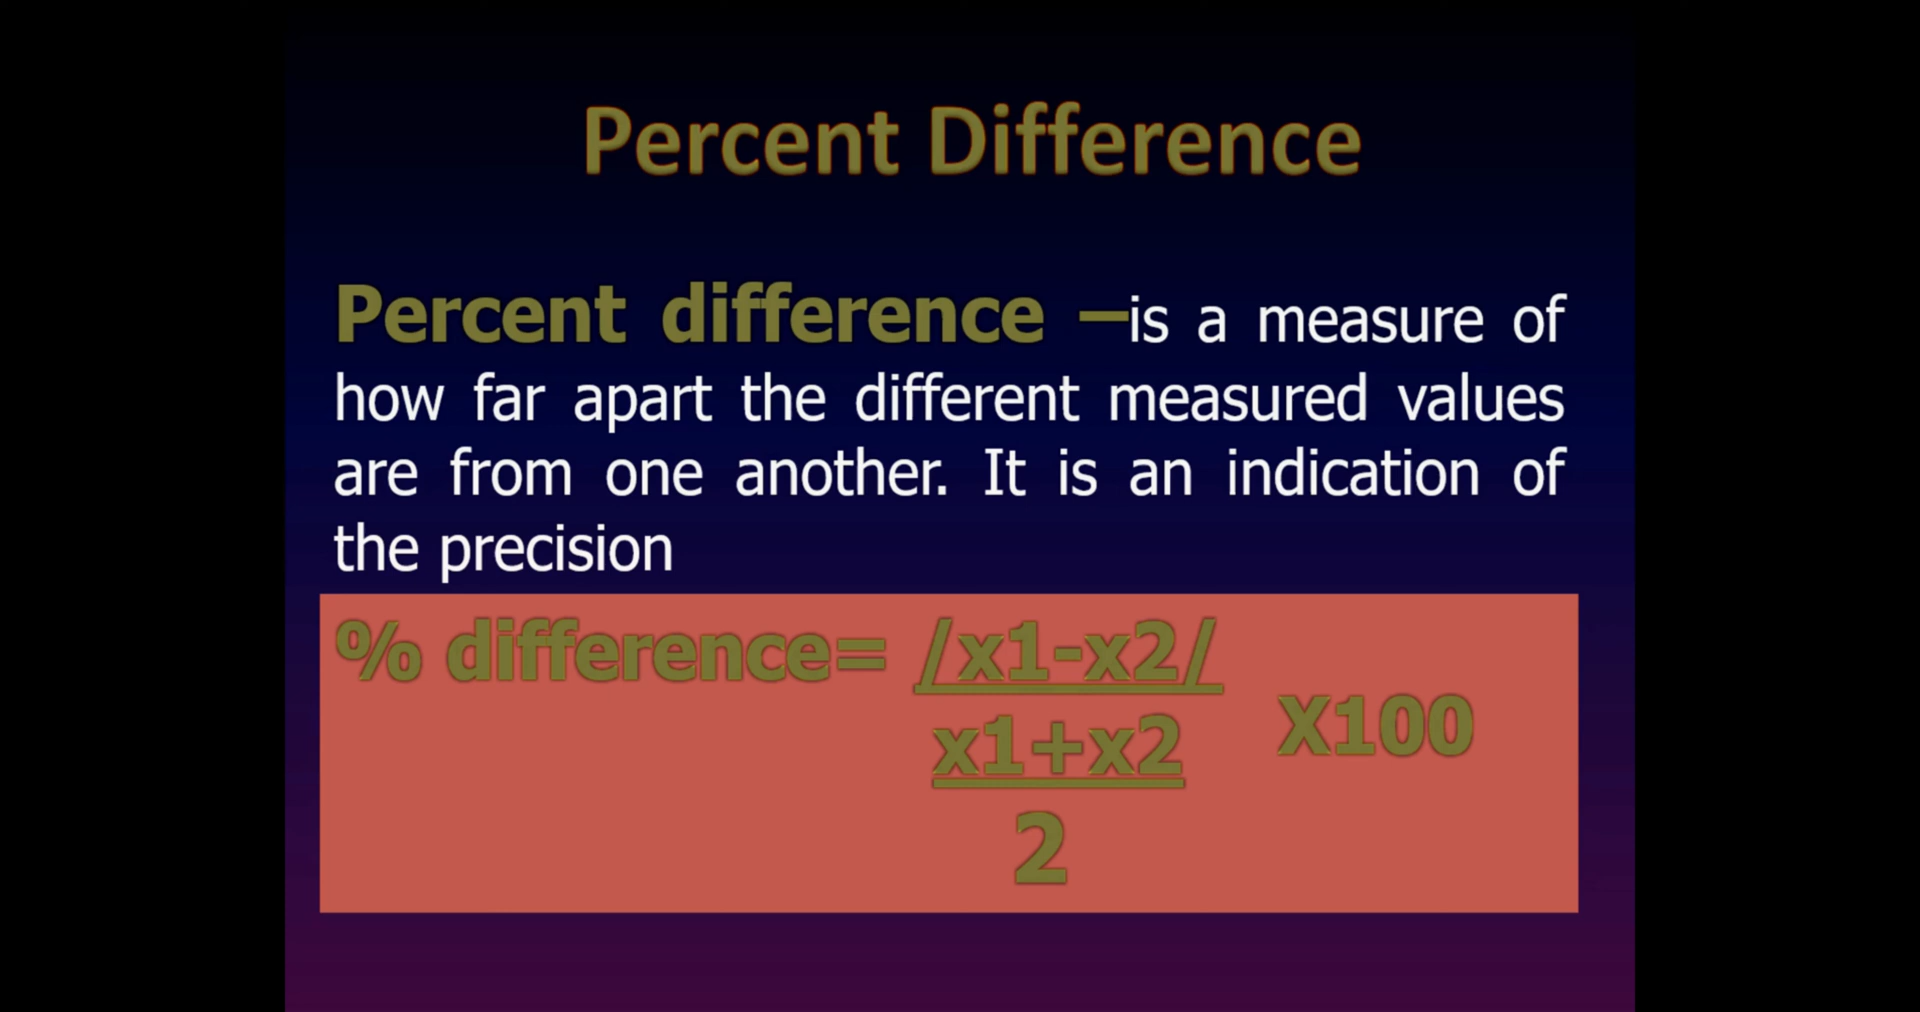 Percent Difference
Percent difference –is a measure of
how far apart the different measured values
are from one another. It is an indication of
the precision
% difference= /x1-x2/
x1+x2 X100
2